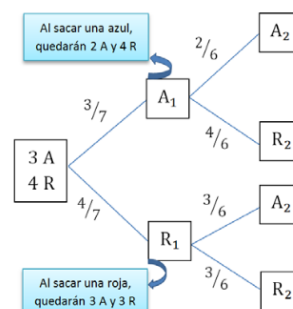 Al sacar una azul,
quedarán 2 A y 4 R
A₂
2/6
A₁
3/7
4/6
R₂
3 A
4 R
3/6
A₂
4/7
R₁
3/6
R₂
Al sacar una roja,
quedarán 3 A y 3 R